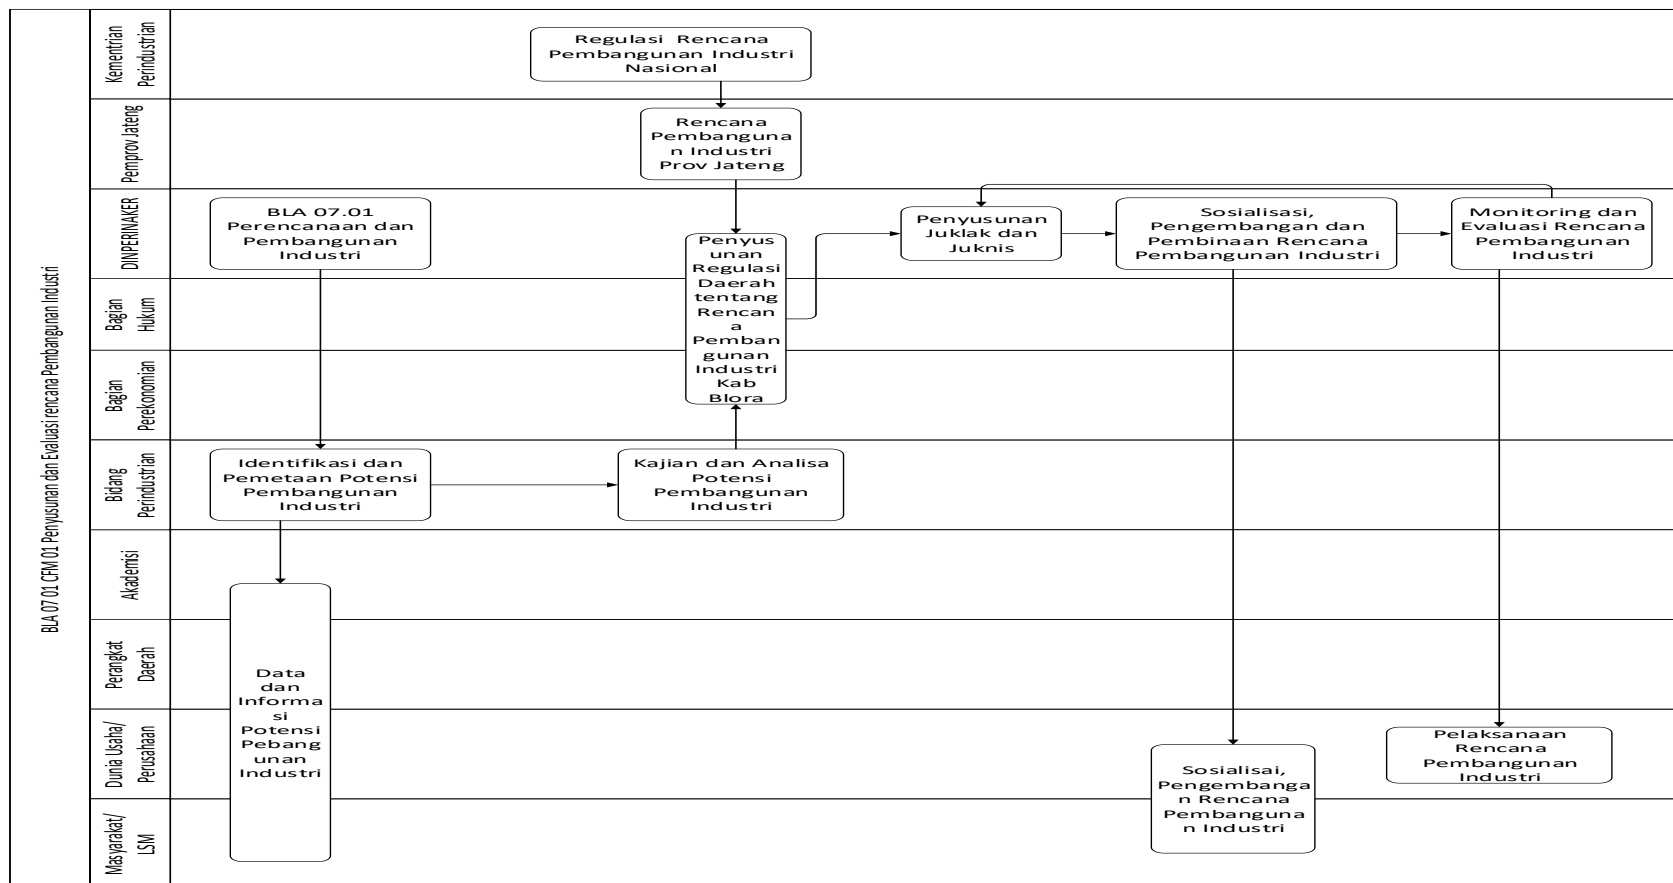 BLA 07 01 CFM 01 Penyusunan dan Evaluasi rencana Pembangunan Industri
Kementrian
Perindustrian
Regulasi Rencana
Pembangunan Industri
Nasional
Pemprov Jateng
Rencana
Pembanguna
n Industri
Prov Jateng
DINPERINAKER
BLA 07.01
Perencanaan dan
Pembangunan
Industri
Penyus
unan
Regulasi
Daerah
tentang
Rencan
a
Pemban
gunan
Industri
Kab
Blora
Penyusunan
Juklak dan
Juknis
Sosialisasi,
Pengembangan dan
Pembinaan Rencana
Pembangunan Industri
Monitoring dan
Evaluasi Rencana
Pembangunan
Industri
Bagian
Hukum
Bagian
Perekonomian
Bidang
Perindustrian
Identifikasi dan
Pemetaan Potensi
Pembangunan
Industri
Kajian dan Analisa
Potensi
Pembangunan
Industri
Akademisi
Perangkat
Daerah
Data
dan
Informa
si
Potensi
Pebang
unan
Industri
Dunia Usaha/
Perusahaan
Sosialisai,
Pengembanga
n Rencana
Pembanguna
n Industri
Pelaksanaan
Rencana
Pembangunan
Industri
Masyarakat/
LSM